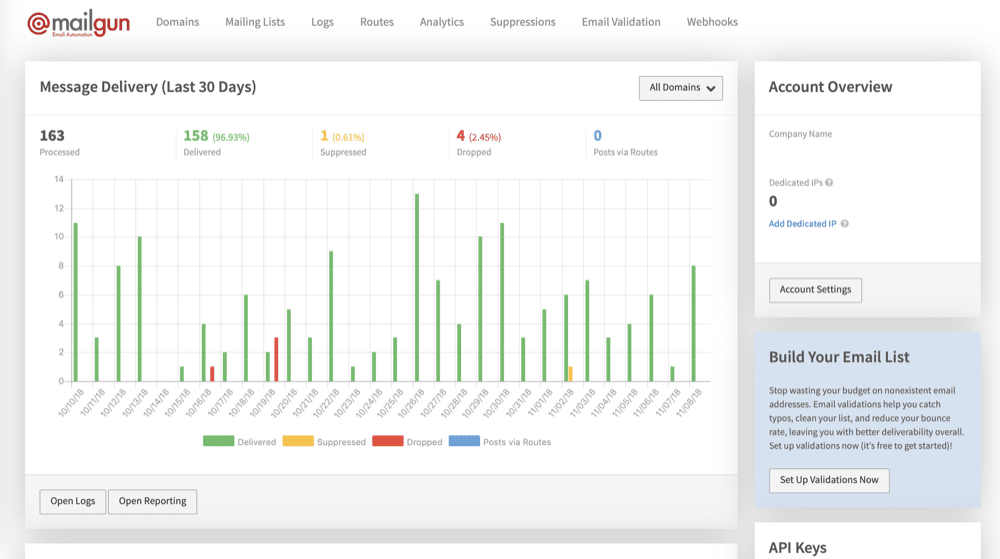 mailgun
Email Automation
Domains Mailing Lists Logs Routes Analytics Suppressions Email Validation Webhooks
Message Delivery (Last 30 Days)
All Domains
163
Processed
158 (96.93%)
Delivered
1 (0.61%)
Suppressed
4 (2.45%)
Dropped
0
Posts via Routes
14
12
10
8
6
4
2
0
10/10/18 10/11/18 10/12/18 10/13/18 10/14/18 10/15/18 10/16/18 10/17/18 10/18/18 10/19/18 10/20/18 10/21/18 10/22/18 10/23/18 10/24/18 10/25/18 10/26/18 10/27/18 10/28/18 10/29/18 10/30/18 10/31/18 11/01/18 11/02/18 11/03/18 11/04/18 11/05/18 11/06/18 11/07/18 11/08/18
Delivered Suppressed Dropped Posts via Routes
Open Logs Open Reporting
Account Overview
Company Name
Dedicated IPs ?
0
Add Dedicated IP ?
Account Settings
Build Your Email List
Stop wasting your budget on nonexistent email
addresses. Email validations help you catch
typos, clean your list, and reduce your bounce
rate, leaving you with better deliverability overall.
Set up validations now (it's free to get started)!
Set Up Validations Now
API Keys